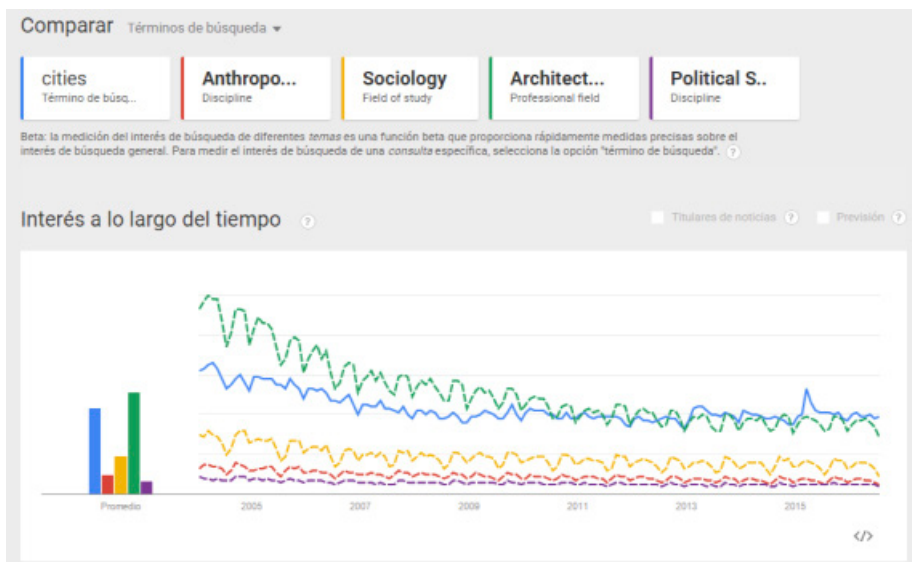 Comparar Términos de búsqueda
cities
Término de búsq...
Anthropo...
Discipline
Sociology
Field of study
Architect...
Professional field
Political S..
Discipline
Beta: la medición del interés de búsqueda de diferentes temas es una función beta que proporciona rápidamente medidas precisas sobre el
interés de búsqueda general. Para medir el interés de búsqueda de una consulta específica, selecciona la opción "término de búsqueda". ?
Interés a lo largo del tiempo ?
Titulares de noticias ? Previsión ?
Promedio 2005 2007 2009 2011 2013 2015
</>